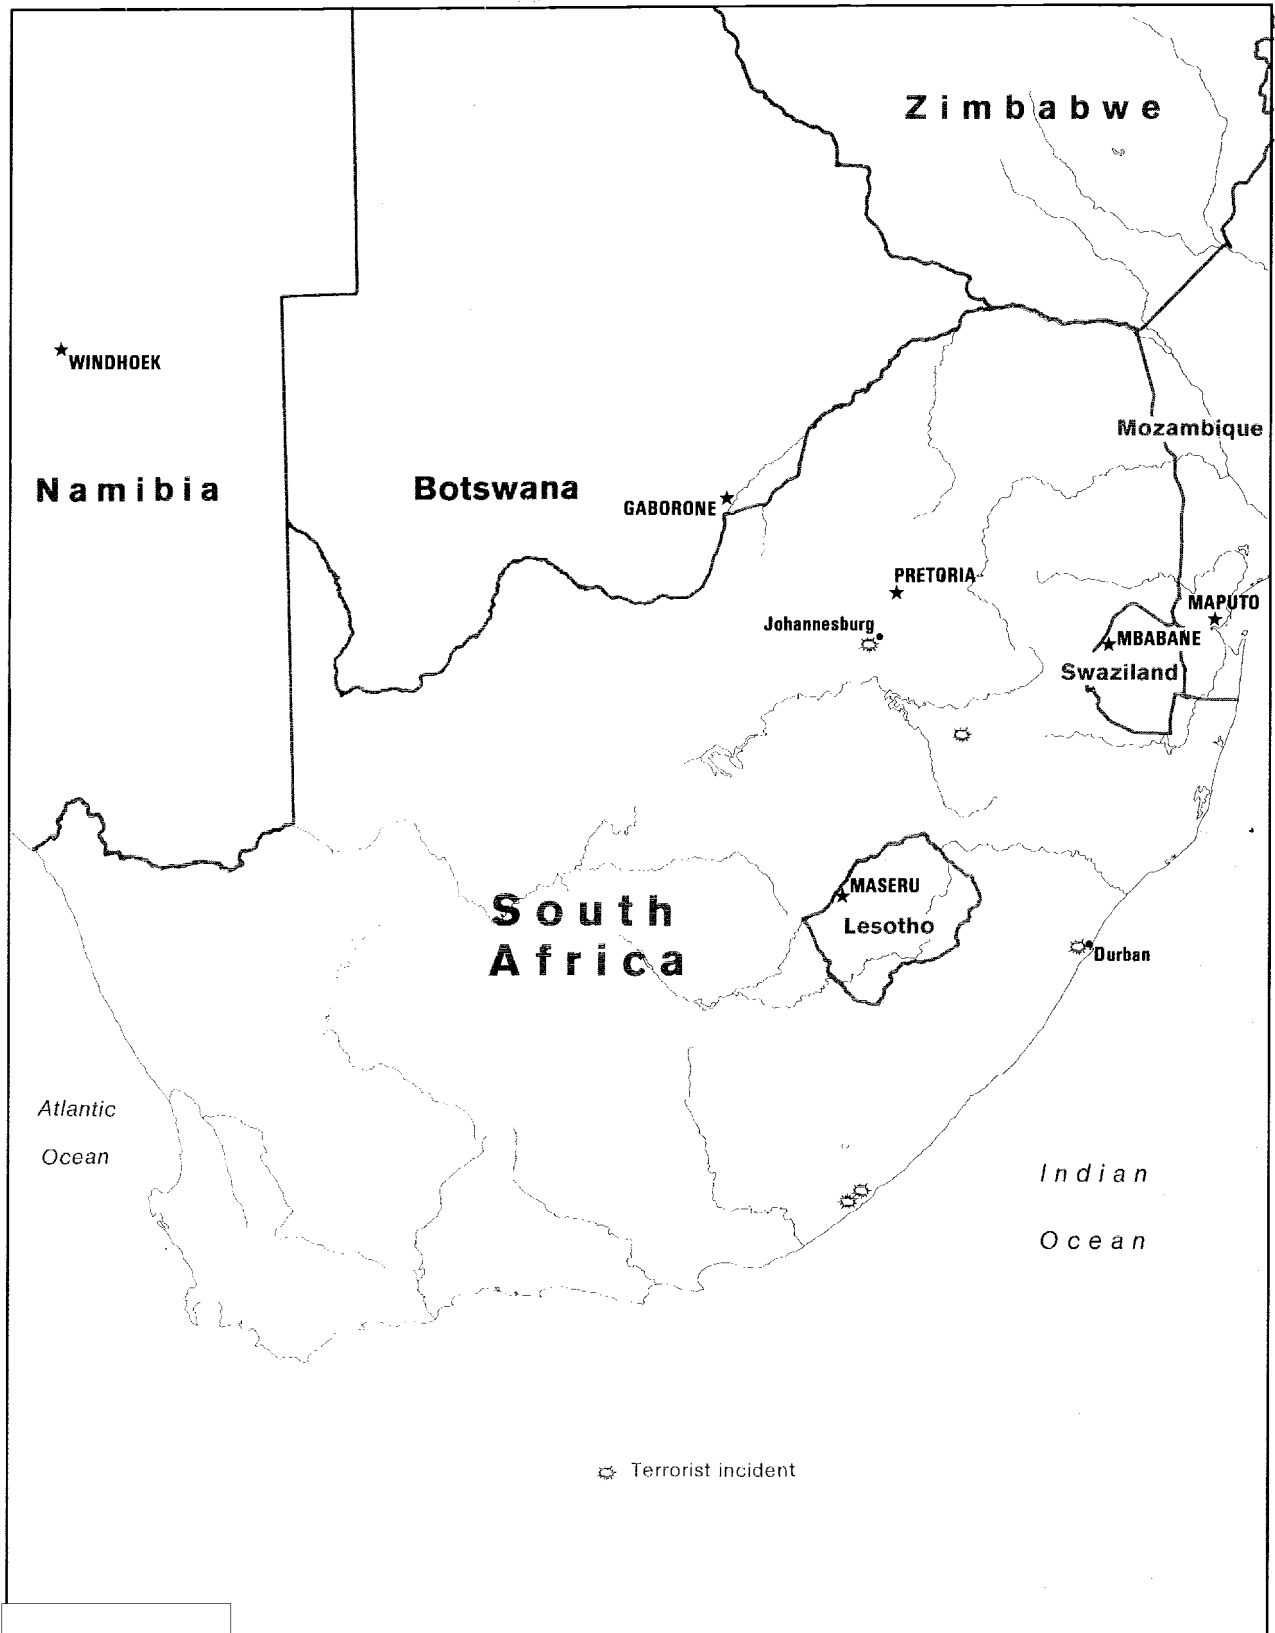 Zimbabwe
WINDHOEK
Mozambique
Namibia
Botswana
GABORONE
PRETORIA
MAPUTO
Johannesburg
MBABANE
Swaziland
MASERU
South
Africa
Lesotho
Durban
Atlantic
Ocean
Indian
Ocean
Terrorist incident